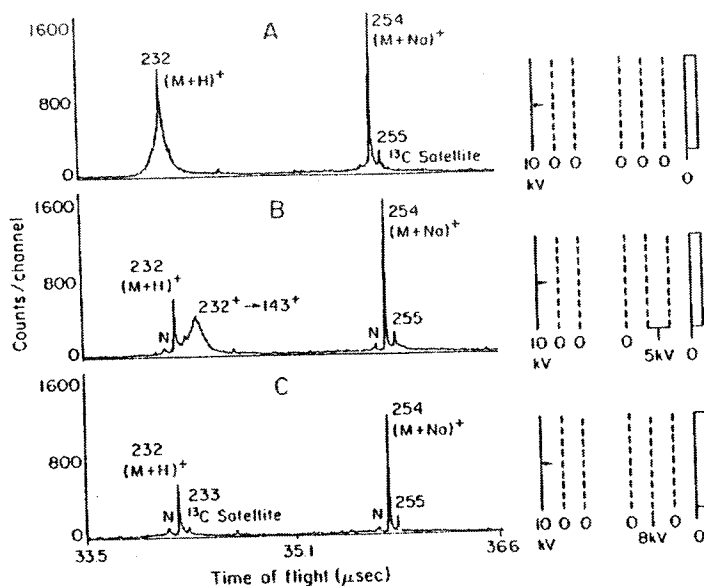 1600
A
254
(M+Na)⁺
232
(M+H)⁺
800
255
¹³C Satellite
0
10 0 0 0 0 0 0
kV
Counts/channel
1600
B
254
(M+Na)⁺
232
(M+H)⁺
800
232⁺→143⁺
N
N
255
0
10 0 0 0 5kV 0
kV
1600
C
254
(M+Na)⁺
232
(M+H)⁺
800
233
¹³C Satellite
N
N
255
0
10 0 0 0 8kV 0 0
kV
33.5 35.1 366
Time of flight (μsec)